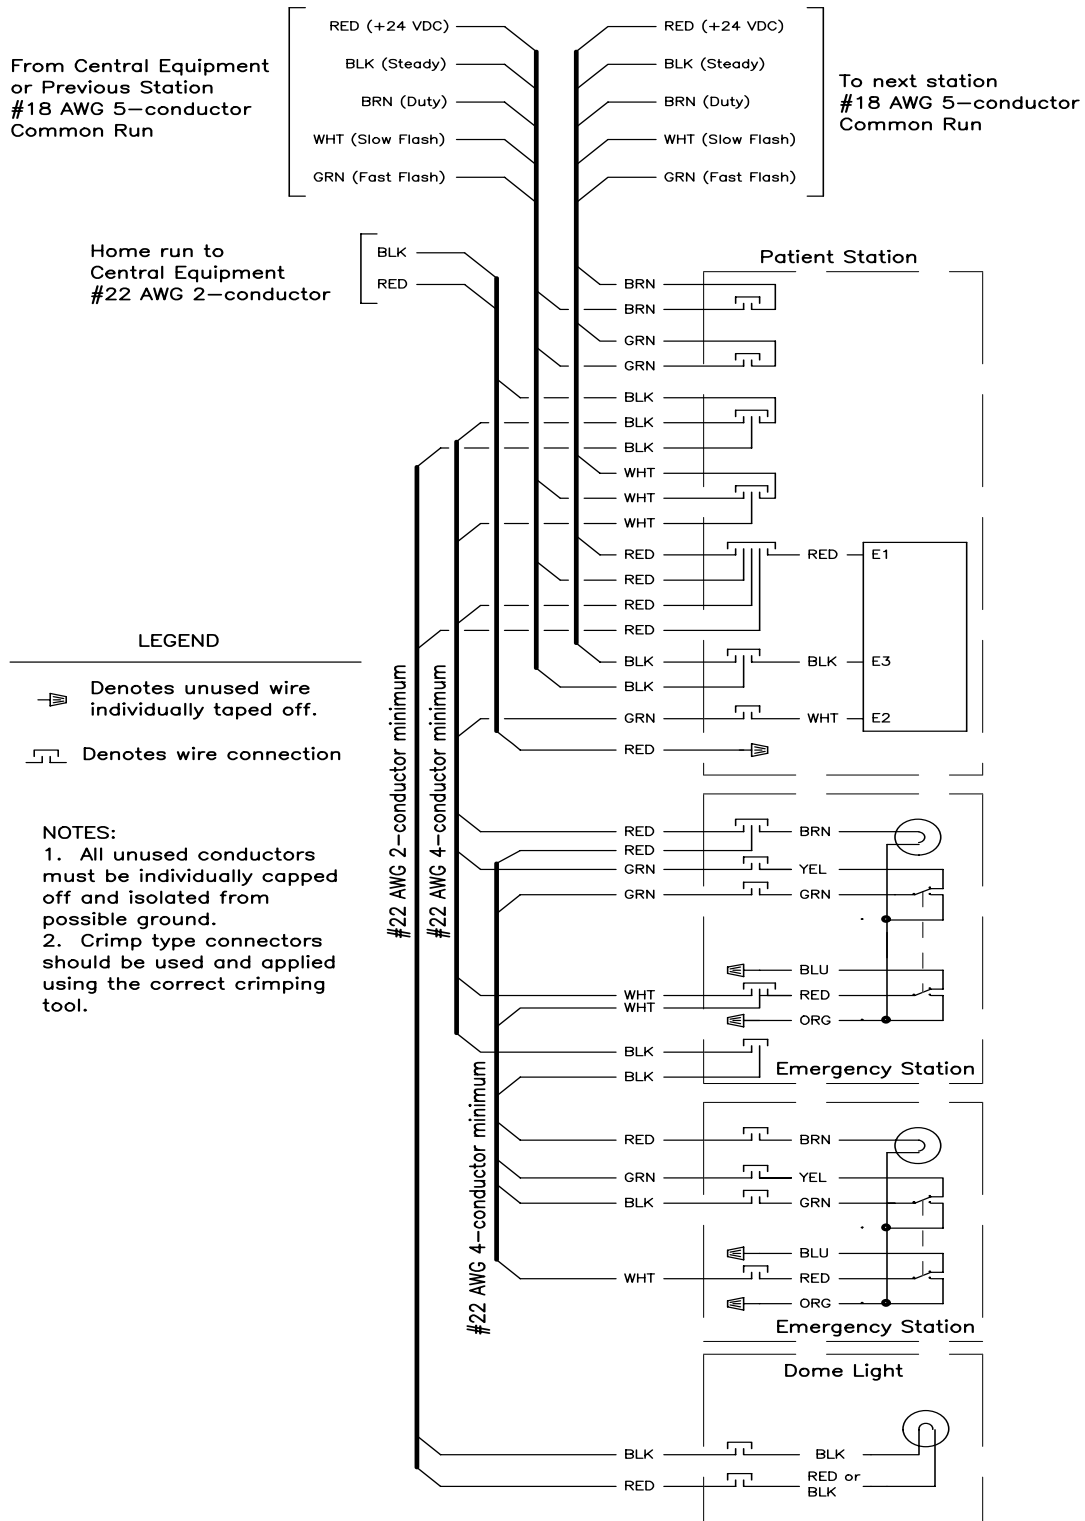 From Central Equipment
or Previous Station
#18 AWG 5-conductor
Common Run
RED (+24 VDC)
BLK (Steady)
BRN (Duty)
WHT (Slow Flash)
GRN (Fast Flash)
RED (+24 VDC)
BLK (Steady)
BRN (Duty)
WHT (Slow Flash)
GRN (Fast Flash)
To next station
#18 AWG 5-conductor
Common Run
Home run to
Central Equipment
#22 AWG 2-conductor
BLK
RED
Patient Station
BRN
BRN
GRN
GRN
BLK
BLK
BLK
WHT
WHT
WHT
RED
RED E1
RED
RED
RED
BLK
BLK E3
BLK
GRN
WHT E2
RED
LEGEND
Denotes unused wire
individually taped off.
Denotes wire connection
NOTES:
1. All unused conductors
must be individually capped
off and isolated from
possible ground.
2. Crimp type connectors
should be used and applied
using the correct crimping
tool.
#22 AWG 2-conductor minimum
#22 AWG 4-conductor minimum
#22 AWG 4-conductor minimum
RED
BRN
RED
GRN
YEL
GRN
GRN
BLU
WHT
RED
WHT
ORG
BLK
BLK
Emergency Station
RED
BRN
GRN
YEL
BLK
GRN
BLU
WHT
RED
ORG
Emergency Station
Dome Light
BLK
BLK
RED
RED or
BLK